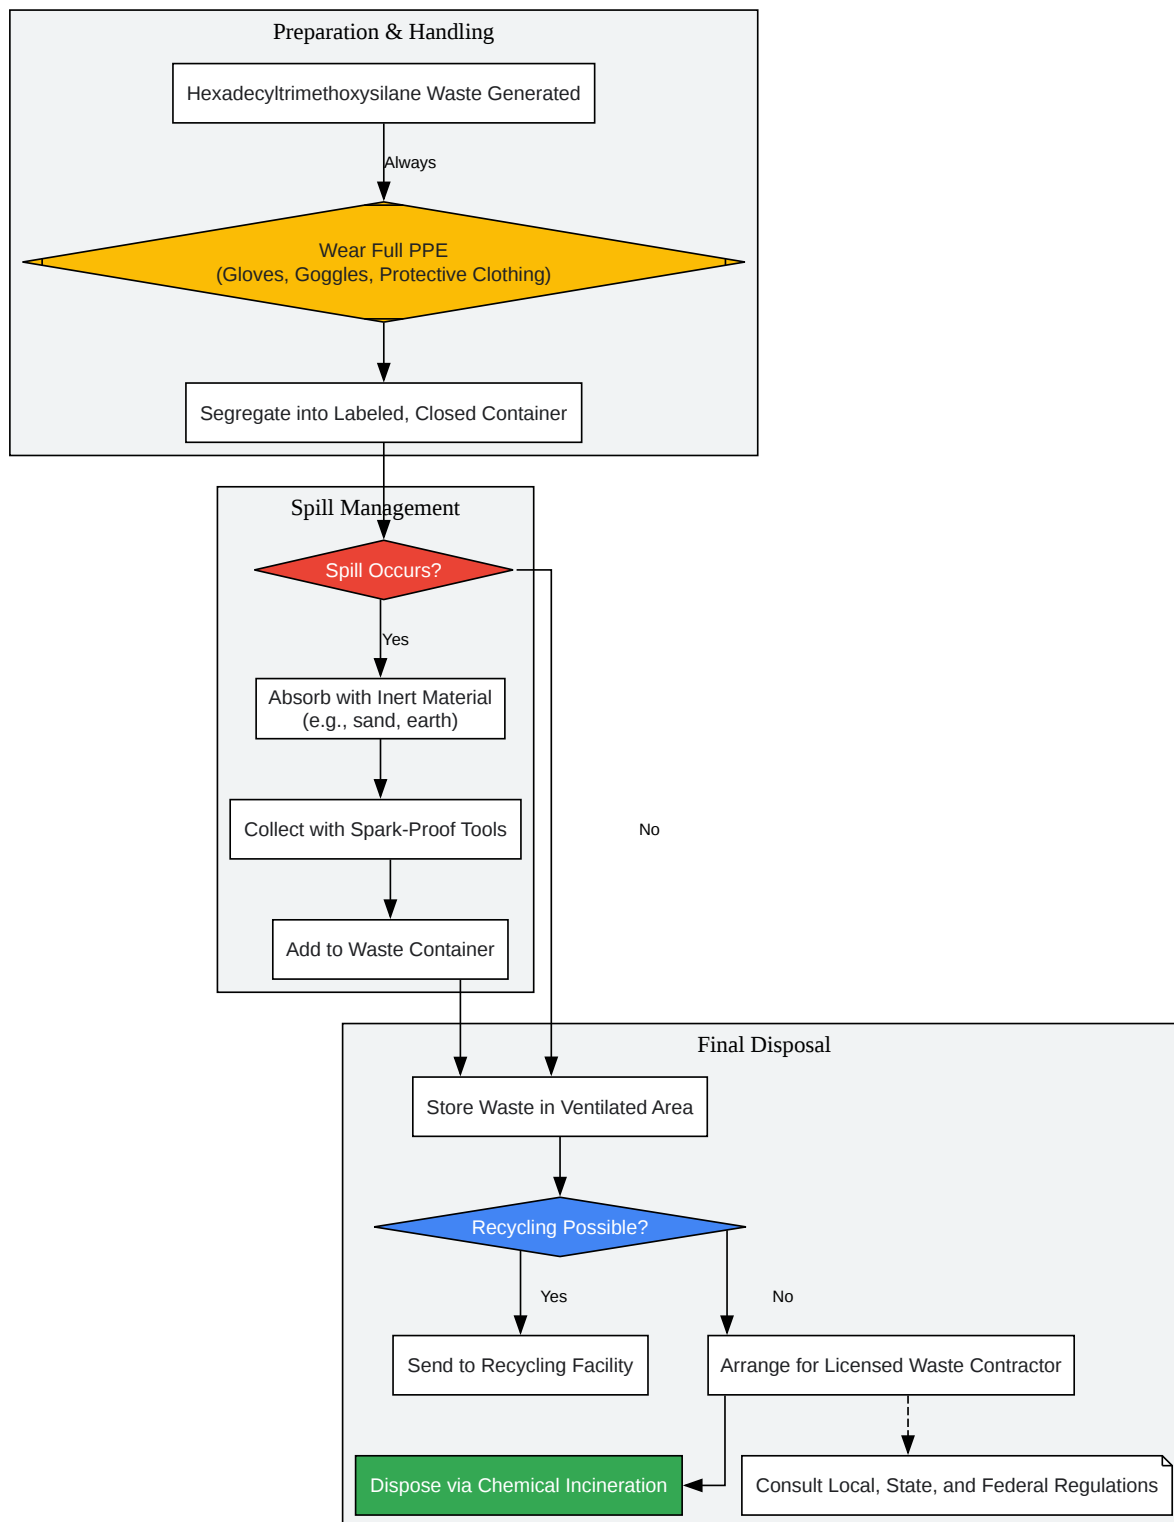 Preparation & Handling
Hexadecyltrimethoxysilane Waste Generated
Always
Wear Full PPE
(Gloves, Goggles, Protective Clothing)
Segregate into Labeled, Closed Container
Spill Management
Spill Occurs?
Yes
Absorb with Inert Material
(e.g., sand, earth)
Collect with Spark-Proof Tools
No
Add to Waste Container
Final Disposal
Store Waste in Ventilated Area
Recycling Possible?
Yes
No
Send to Recycling Facility
Arrange for Licensed Waste Contractor
Dispose via Chemical Incineration
Consult Local, State, and Federal Regulations